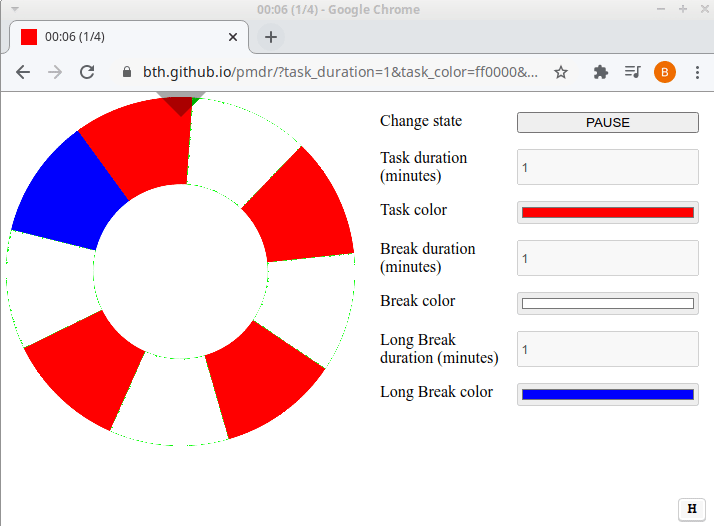 00:06 (1/4) - Google Chrome
00:06 (1/4)
bth.github.io/pmdr/?task_duration=1&task_color=ff0000&...
B
Change state
PAUSE
Task duration
(minutes)
1
Task color
Break duration
(minutes)
1
Break color
Long Break
duration (minutes)
1
Long Break color
H